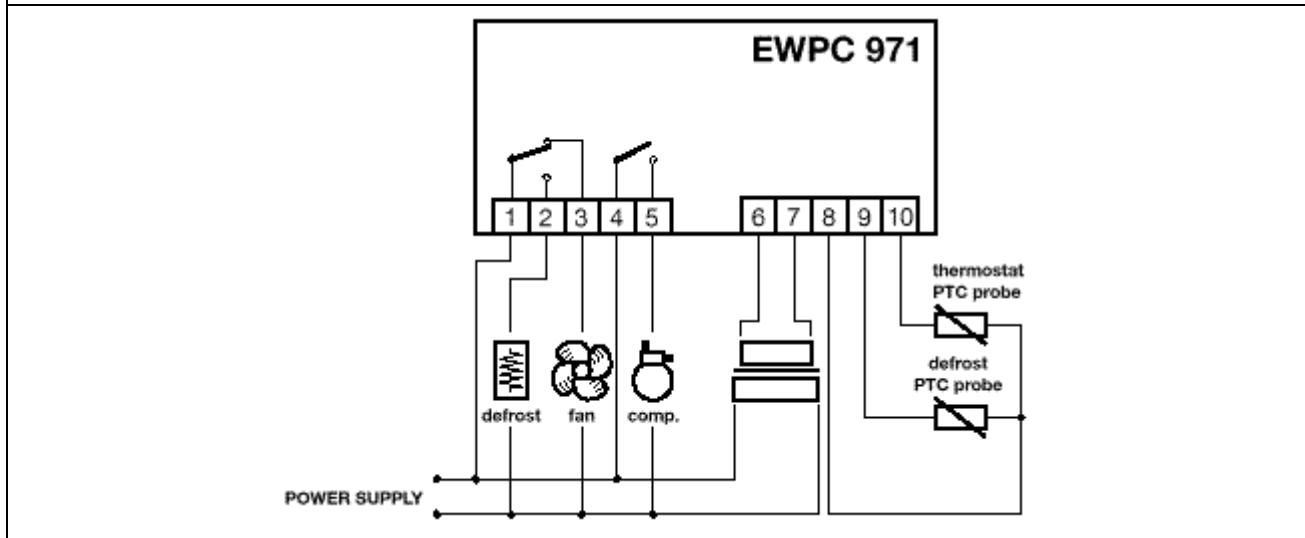 EWPC 971
1 2 3 4 5 6 7 8 9 10
thermostat
PTC probe
defrost
PTC probe
defrost fan comp.
POWER SUPPLY